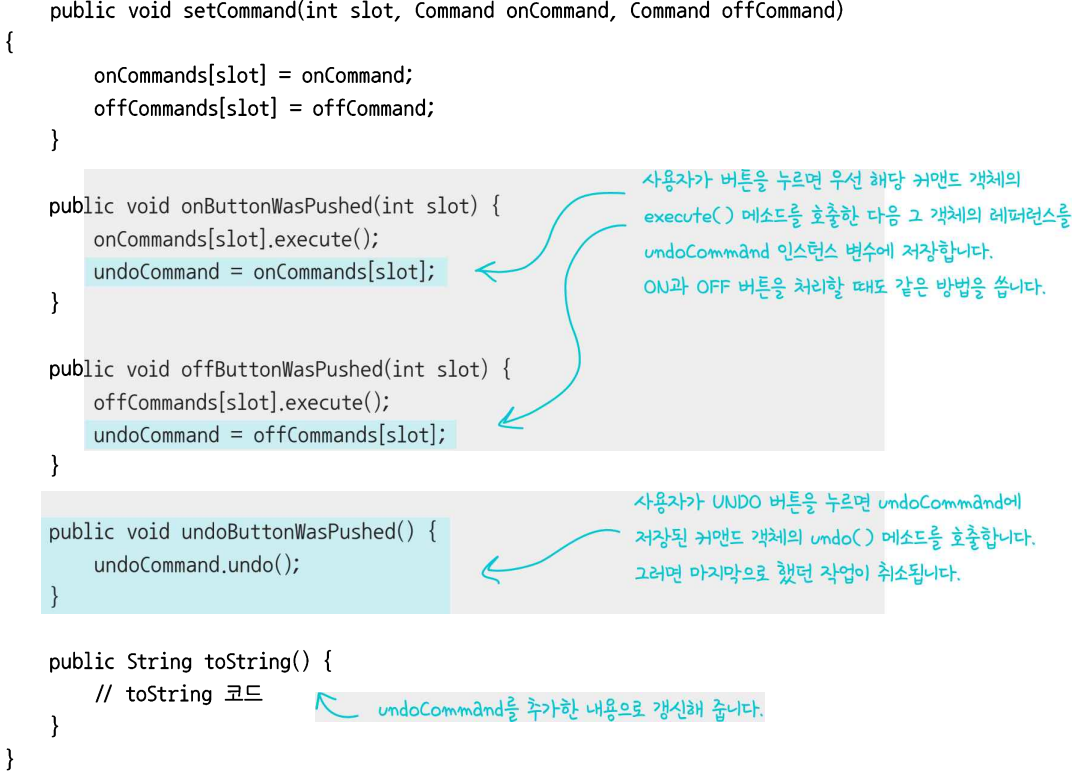 public void setCommand(int slot, Command onCommand, Command offCommand)
{
onCommands[slot] = onCommand;
offCommands[slot] = offCommand;
}
public void onButtonWasPushed(int slot) {
onCommands[slot].execute();
undoCommand = onCommands[slot];
}
사용자가 버튼을 누르면 우선 해당 커맨드 객체의
execute() 메소드를 호출한 다음 그 객체의 레퍼런스를
undoCommand 인스턴스 변수에 저장합니다.
ON과 OFF 버튼을 처리할 때도 같은 방법을 씁니다.
public void offButtonWasPushed(int slot) {
offCommands[slot].execute();
undoCommand = offCommands[slot];
}
public void undoButtonWasPushed() {
undoCommand.undo();
}
사용자가 UNDO 버튼을 누르면 undoCommand에
저장된 커맨드 객체의 undo() 메소드를 호출합니다.
그러면 마지막으로 했던 작업이 취소됩니다.
public String toString() {
// toString 코드
undoCommand를 추가한 내용으로 갱신해 줍니다.
}
}